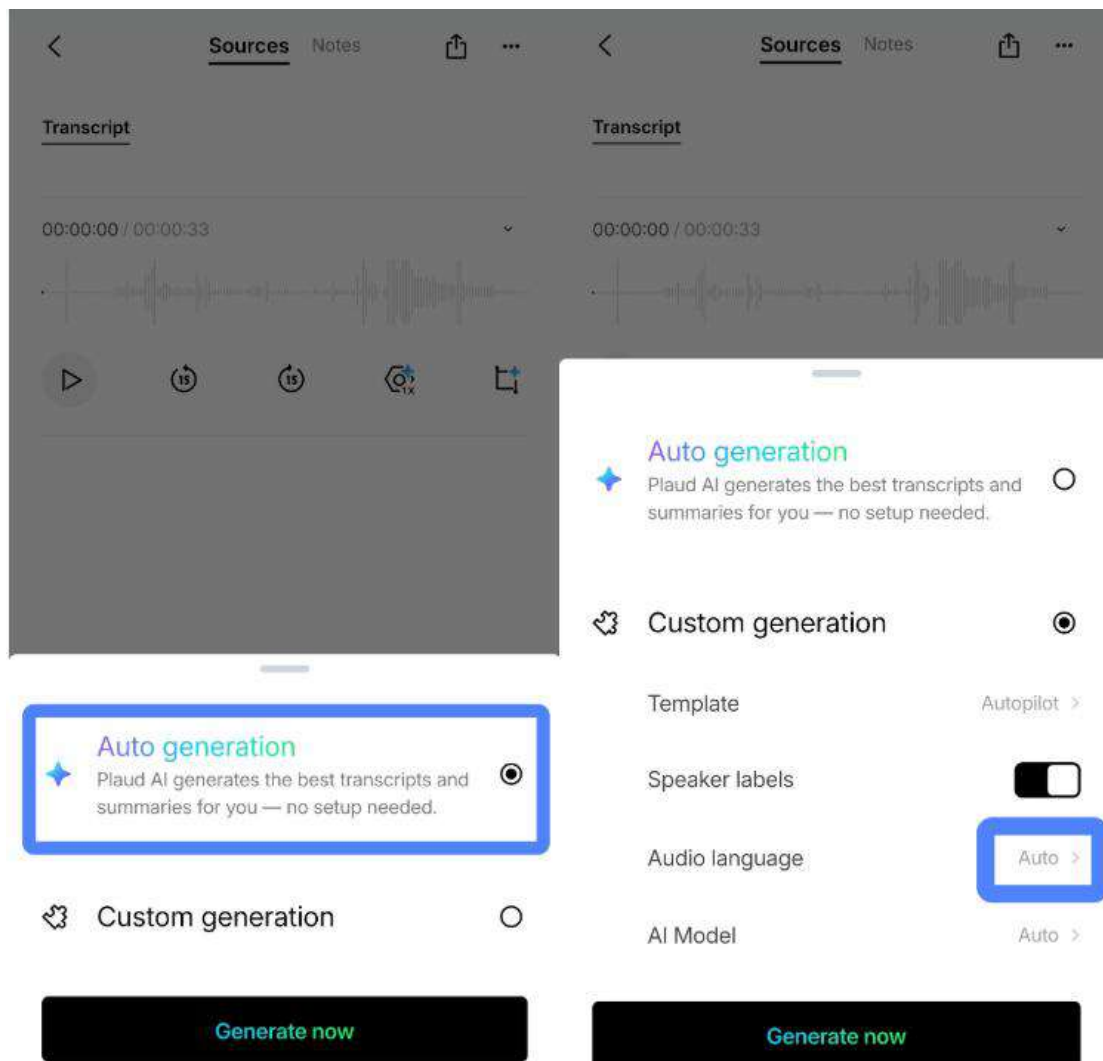 Sources Notes
Transcript
00:00:00 / 00:00:33
15 15 1X
Auto generation
Plaud AI generates the best transcripts and
summaries for you — no setup needed.
Custom generation
Generate now
Sources Notes
Transcript
00:00:00 / 00:00:33
Auto generation
Plaud AI generates the best transcripts and
summaries for you — no setup needed.
Custom generation
Template Autopilot
Speaker labels
Audio language Auto
AI Model Auto
Generate now